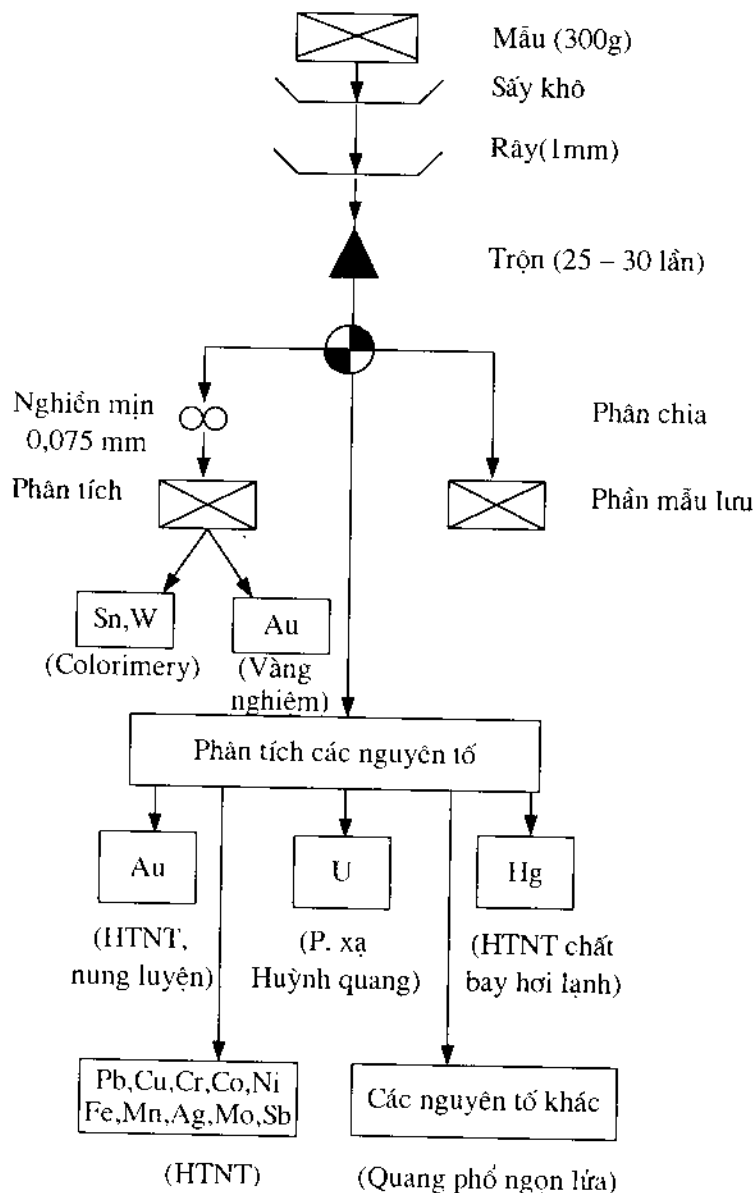 Mẫu (300g)
Sấy khô
Rây(1mm)
Trộn (25 – 30 lần)
Nghiền mịn
0,075 mm
Phân chia
Phân tích
Phần mẫu lưu
Sn,W
Au
(Colorimery)
(Vàng
nghiêm)
Phân tích các nguyên tố
Au
U
Hg
(HTNT,
nung luyện)
(P. xạ
Huỳnh quang)
(HTNT chất
bay hơi lạnh)
Pb,Cu,Cr,Co,Ni
Fe,Mn,Ag,Mo,Sb
Các nguyên tố khác
(HTNT)
(Quang phổ ngọn lửa)